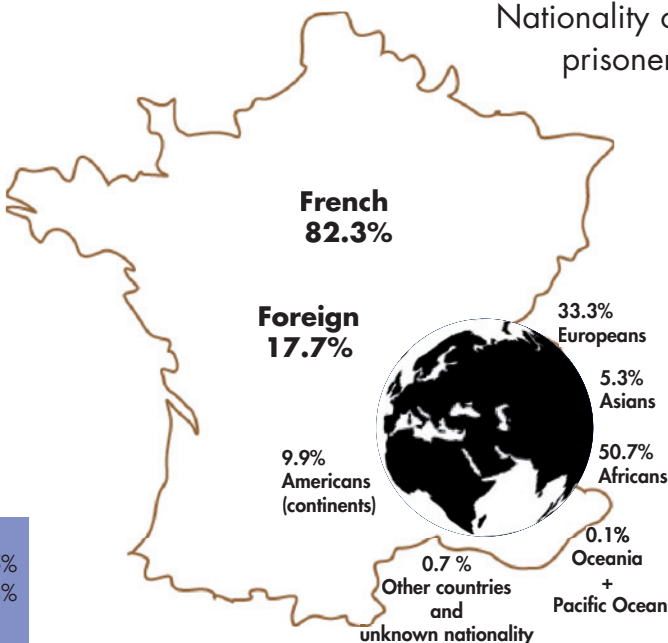 Nationality
prisoner
French
82.3%
Foreign
17.7%
33.3%
Europeans
5.3%
Asians
50.7%
Africans
9.9%
Americans
(continents)
0.1%
Oceania
+
Pacific Ocean
0.7 %
Other countries
and
unknown nationality
%
%